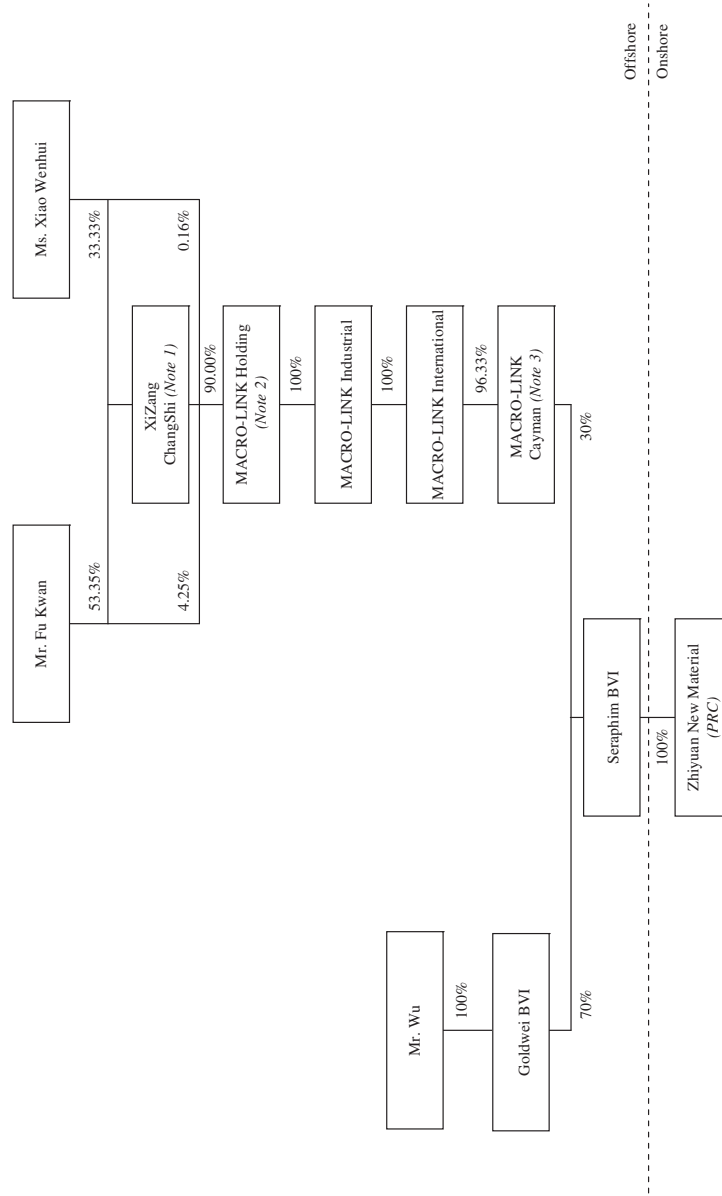 Mr. Fu Kwan
Ms. Xiao Wenhui
53.35%
33.33%
XiZang
ChangShi (Note 1)
4.25%
0.16%
90.00%
MACRO-LINK Holding
(Note 2)
100%
MACRO-LINK Industrial
100%
Mr. Wu
MACRO-LINK International
100%
96.33%
Goldwei BVI
MACRO-LINK
Cayman (Note 3)
70%
30%
Seraphim BVI
Offshore
Onshore
100%
Zhiyuan New Material
(PRC)